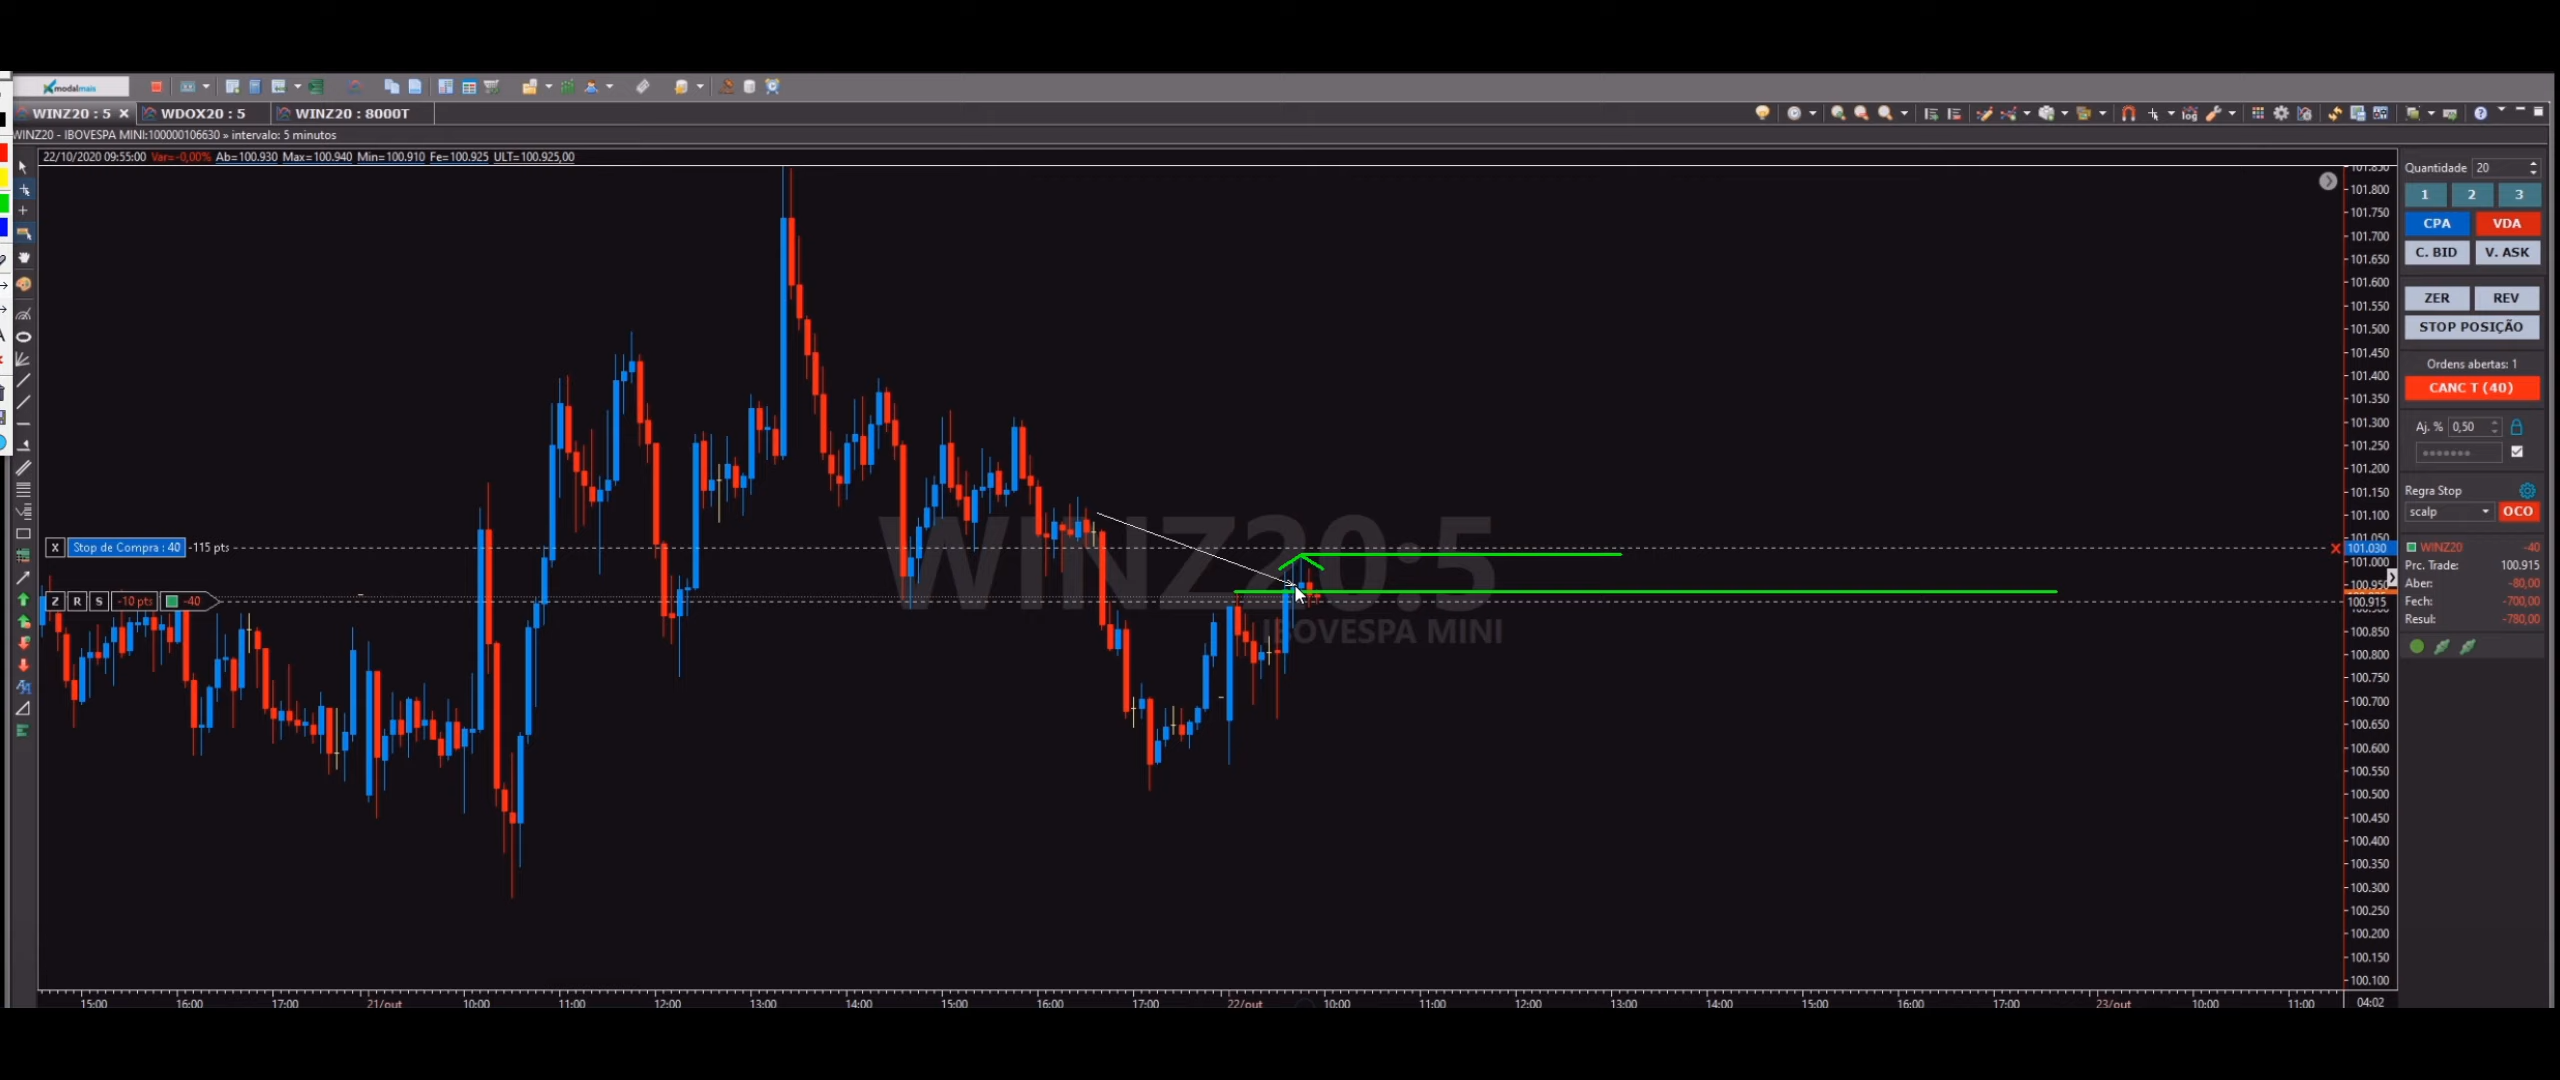 modalmais
WINZ20 : 5 WDOX20 : 5 WINZ20 : 8000T
WINZ20 - IBOVESPA MINI:100000106630 » intervalo: 5 minutos
22/10/2020 09:55:00 Var=-0,00% Ab=100.930 Max=100.940 Min=100.910 Fe=100.925 ULT=100.925,00
log
WINZ20:5
IBOVESPA MINI
X Stop de Compra : 40 -115 pts
Z R S -10 pts -40
101.850
101.800
101.750
101.700
101.650
101.600
101.550
101.500
101.450
101.400
101.350
101.300
101.250
101.200
101.150
101.100
101.050
101.030
101.000
100.950
100.915
100.850
100.800
100.750
100.700
100.650
100.600
100.550
100.500
100.450
100.400
100.350
100.300
100.250
100.200
100.150
100.100
15:00 16:00 17:00 21/out 10:00 11:00 12:00 13:00 14:00 15:00 16:00 17:00 22/out 10:00 11:00 12:00 13:00 14:00 15:00 16:00 17:00 23/out 10:00 11:00 04:02
Quantidade 20
1 2 3
CPA VDA
C. BID V. ASK
ZER REV
STOP POSIÇÃO
Ordens abertas: 1
CANC T (40)
Aj. % 0,50
Regra Stop
scalp OCO
WINZ20 -40
Prc. Trade: 100.915
Aber: -80,00
Fech: -700,00
Resul: -780,00